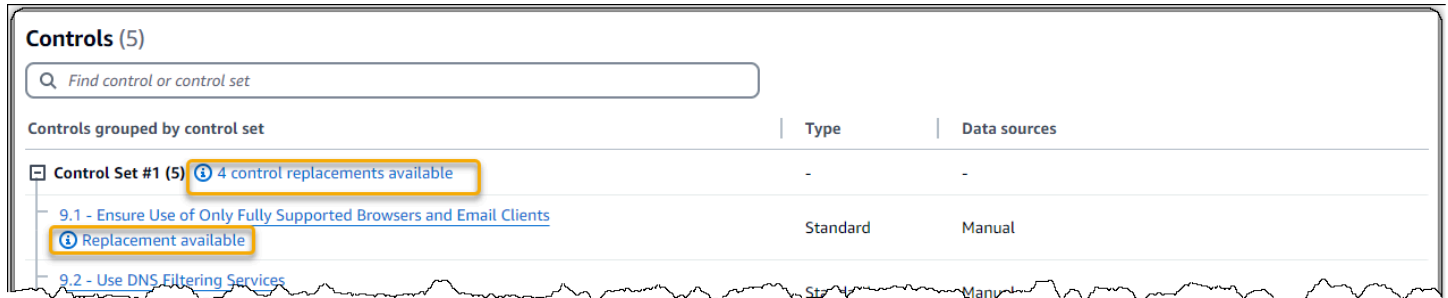 Controls (5)
Find control or control set
Controls grouped by control set Type Data sources
Control Set #1 (5) 4 control replacements available - -
9.1 - Ensure Use of Only Fully Supported Browsers and Email Clients
Standard Manual
Replacement available
9.2 - Use DNS Filtering Services